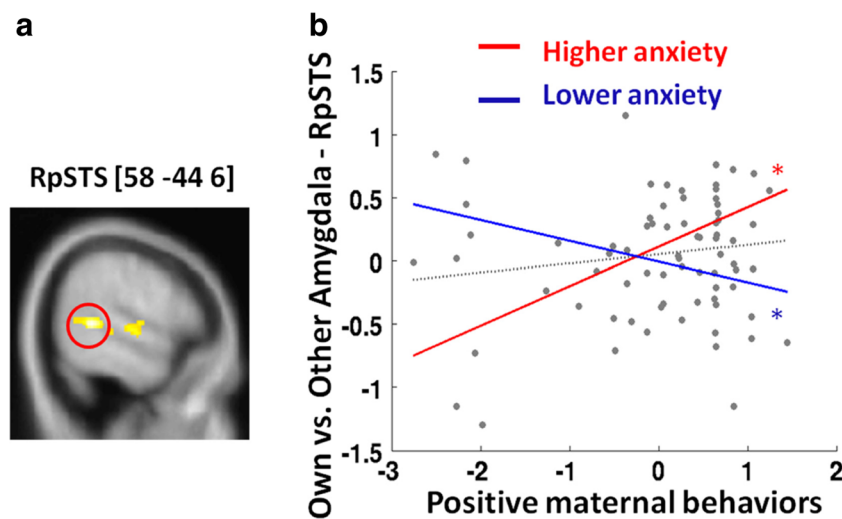 a
RpSTS [58 -44 6]
b
Higher anxiety
Lower anxiety
Own vs. Other Amygdala - RpSTS
1.5
1
0.5
0
-0.5
-1
-1.5
*
*
-3
-2
-1
0
1
2
Positive maternal behaviors